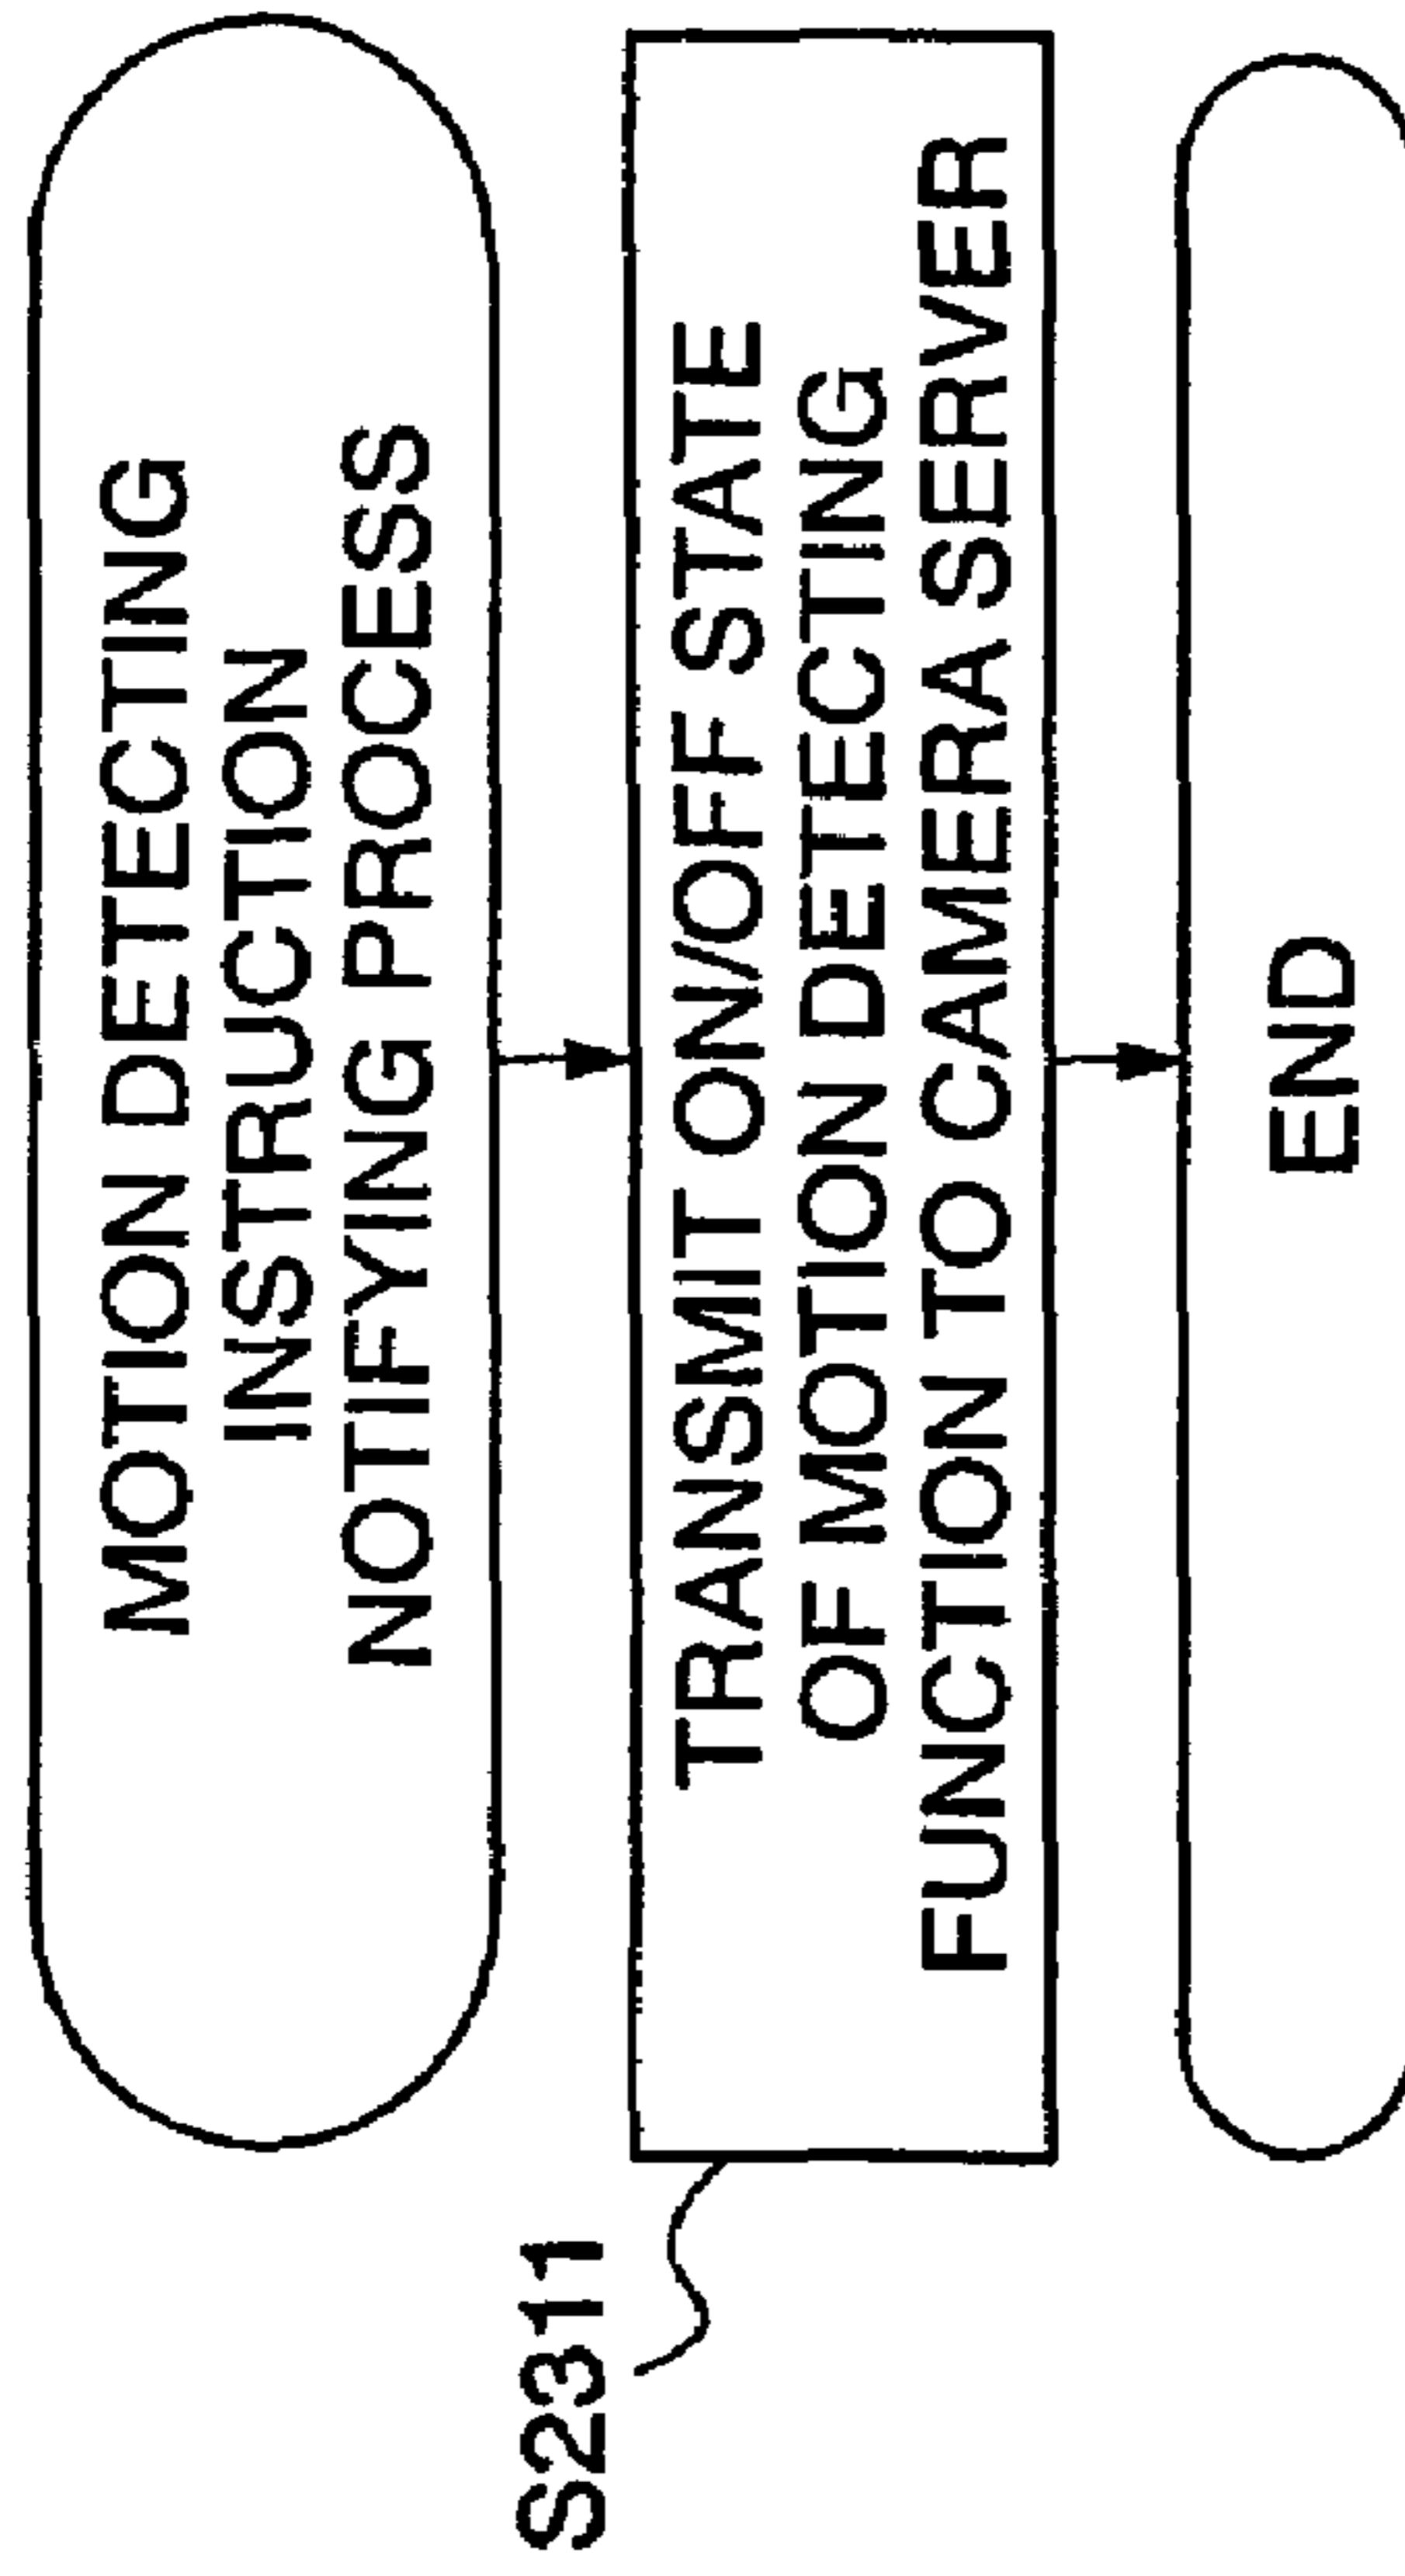 MOTION DETECTING
INSTRUCTION
NOTIFYING PROCESS
S2311
TRANSMIT ON/OFF STATE
OF MOTION DETECTING
FUNCTION TO CAMERA SERVER
END